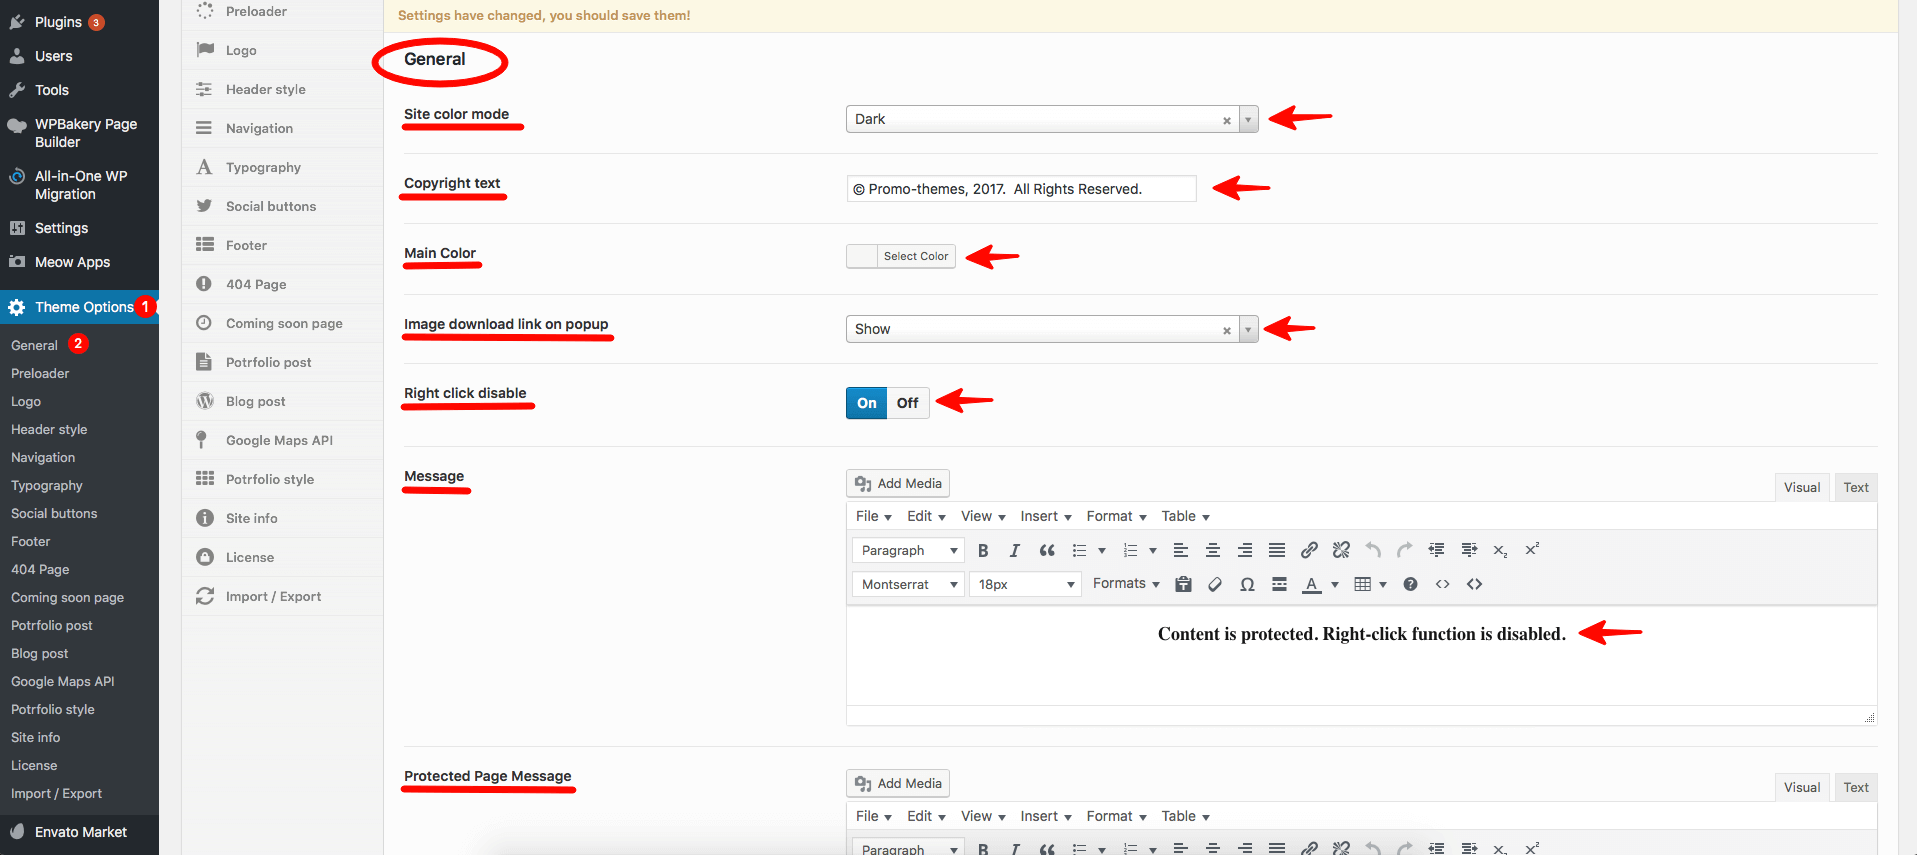 Plugins 3
Users
Tools
WPBakery Page
Builder
All-in-One WP
Migration
Settings
Meow Apps
Theme Options 1
General 2
Preloader
Logo
Header style
Navigation
Typography
Social buttons
Footer
404 Page
Coming soon page
Potrfolio post
Blog post
Google Maps API
Potrfolio style
Site info
License
Import / Export
Envato Market
Preloader
Logo
Header style
Navigation
Typography
Social buttons
Footer
404 Page
Coming soon page
Potrfolio post
Blog post
Google Maps API
Potrfolio style
Site info
License
Import / Export
Settings have changed, you should save them!
General
Site color mode
Dark
Copyright text
© Promo-themes, 2017.  All Rights Reserved.
Main Color
Select Color
Image download link on popup
Show
Right click disable
On Off
Message
Add Media
Visual Text
File Edit View Insert Format Table
Paragraph
Montserrat 18px Formats
Content is protected. Right-click function is disabled.
Protected Page Message
Add Media
Visual Text
File Edit View Insert Format Table
Paragraph